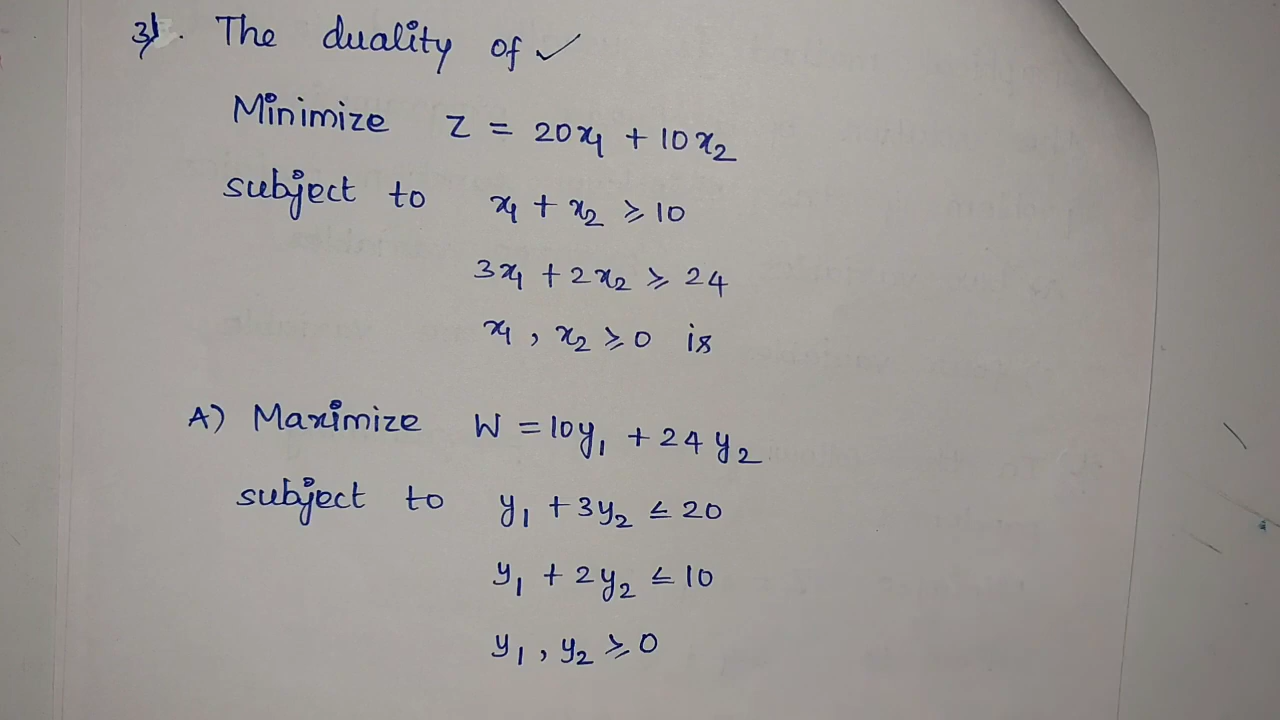 3). The duality of ✓
Minimize Z = 20x₁ + 10x₂
subject to x₁ + x₂ ≥ 10
3x₁ + 2x₂ ≥ 24
x₁, x₂ ≥ 0 is
A) Maximize W = 10y₁ + 24y₂
subject to y₁ + 3y₂ ≤ 20
y₁ + 2y₂ ≤ 10
y₁, y₂ ≥ 0